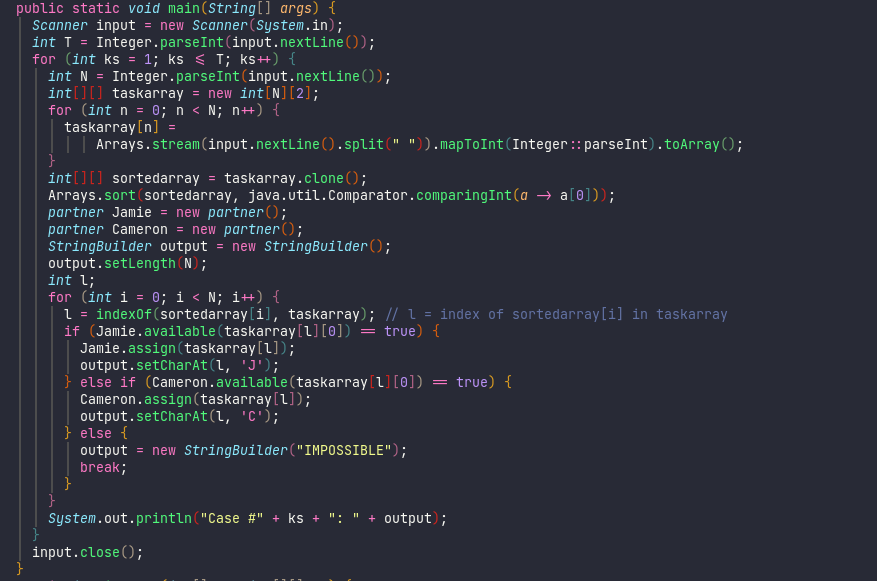 public static void main(String[] args) {
Scanner input = new Scanner(System.in);
int T = Integer.parseInt(input.nextLine());
for (int ks = 1; ks <= T; ks++) {
int N = Integer.parseInt(input.nextLine());
int[][] taskarray = new int[N][2];
for (int n = 0; n < N; n++) {
taskarray[n] =
Arrays.stream(input.nextLine().split(" ")).mapToInt(Integer::parseInt).toArray();
}
int[][] sortedarray = taskarray.clone();
Arrays.sort(sortedarray, java.util.Comparator.comparingInt(a -> a[0]));
partner Jamie = new partner();
partner Cameron = new partner();
StringBuilder output = new StringBuilder();
output.setLength(N);
int l;
for (int i = 0; i < N; i++) {
l = indexOf(sortedarray[i], taskarray); // l = index of sortedarray[i] in taskarray
if (Jamie.available(taskarray[l][0]) == true) {
Jamie.assign(taskarray[l]);
output.setCharAt(l, 'J');
} else if (Cameron.available(taskarray[l][0]) == true) {
Cameron.assign(taskarray[l]);
output.setCharAt(l, 'C');
} else {
output = new StringBuilder("IMPOSSIBLE");
break;
}
}
System.out.println("Case #" + ks + ": " + output);
}
input.close();
}